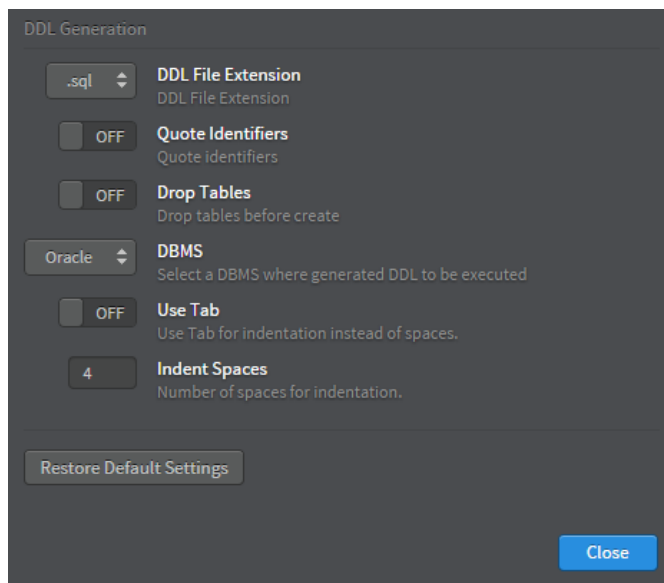 DDL Generation
.sql
DDL File Extension
DDL File Extension
OFF
Quote Identifiers
Quote identifiers
OFF
Drop Tables
Drop tables before create
Oracle
DBMS
Select a DBMS where generated DDL to be executed
OFF
Use Tab
Use Tab for indentation instead of spaces.
4
Indent Spaces
Number of spaces for indentation.
Restore Default Settings
Close